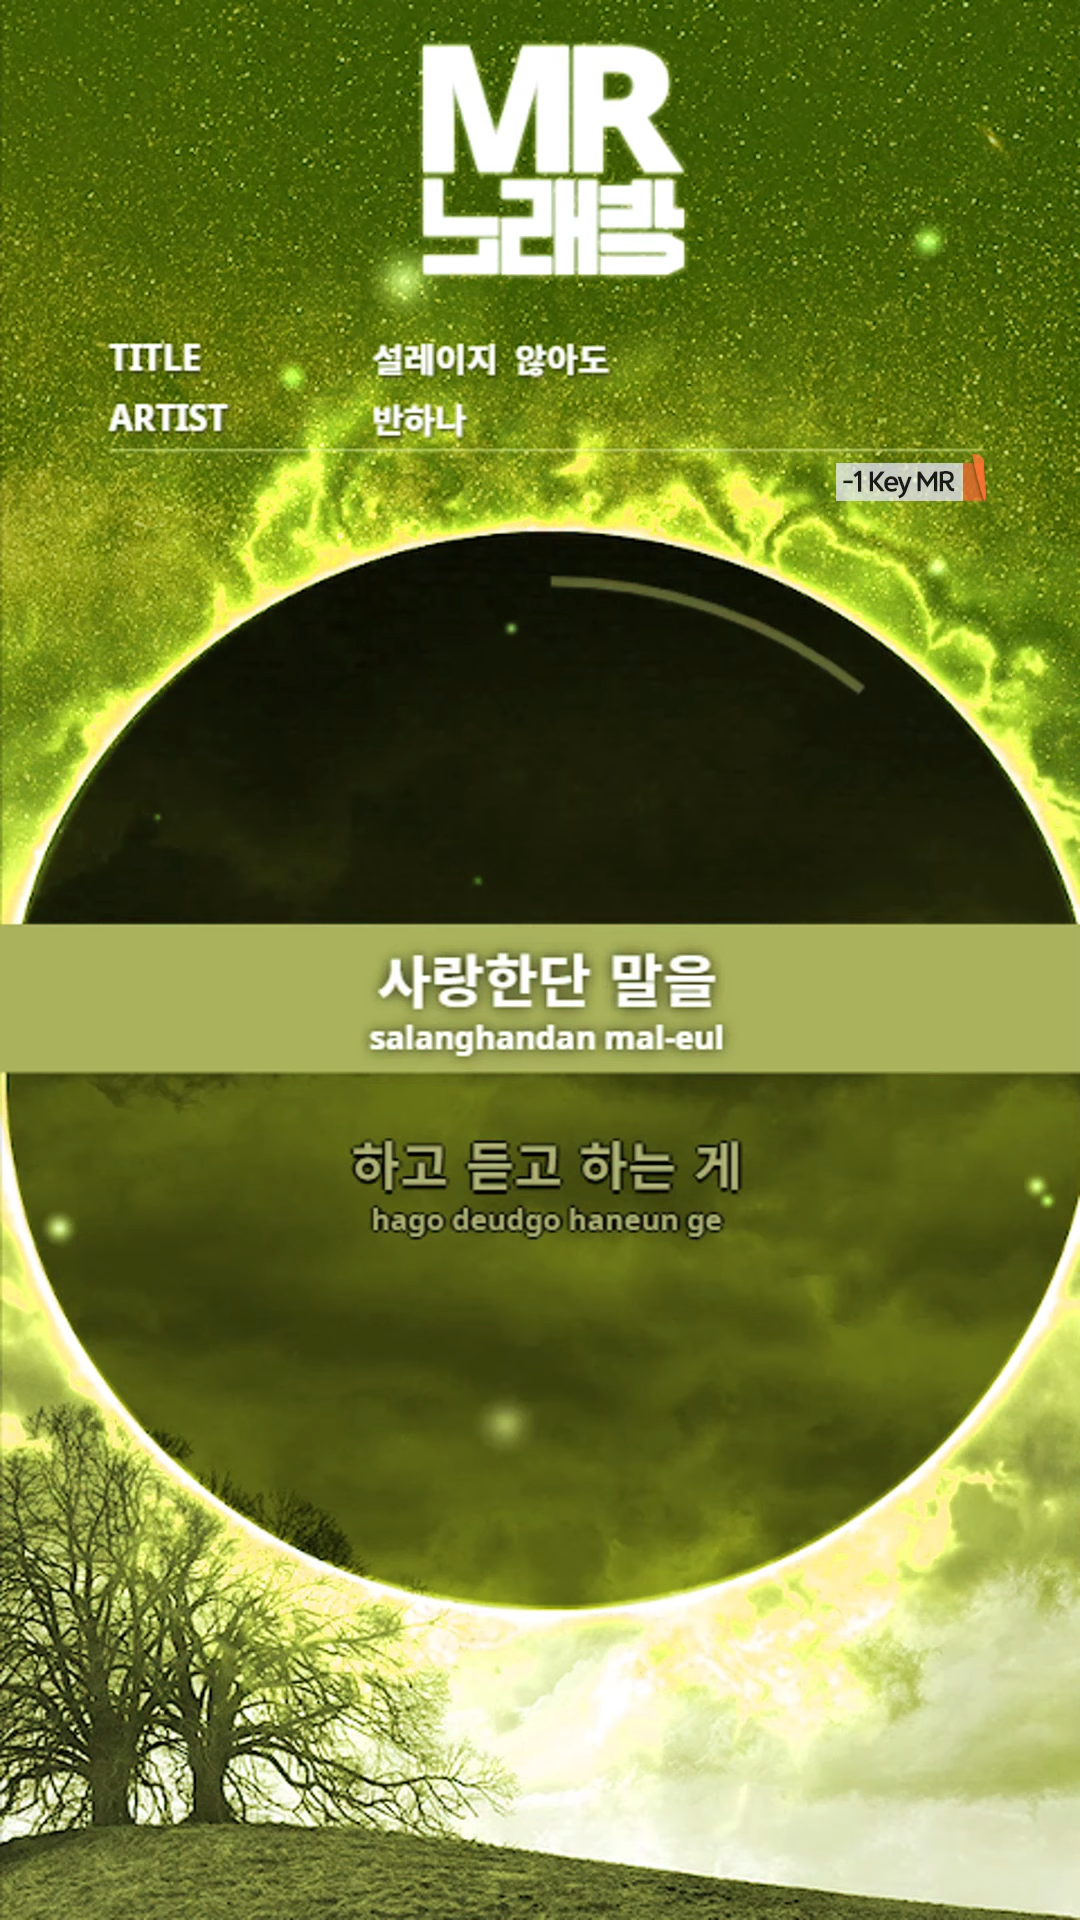 MR
노래방
TITLE 설레이지 않아도
ARTIST 반하나
-1 Key MR
사랑한단 말을
salanghandan mal-eul
하고 듣고 하는 게
hago deudgo haneun ge